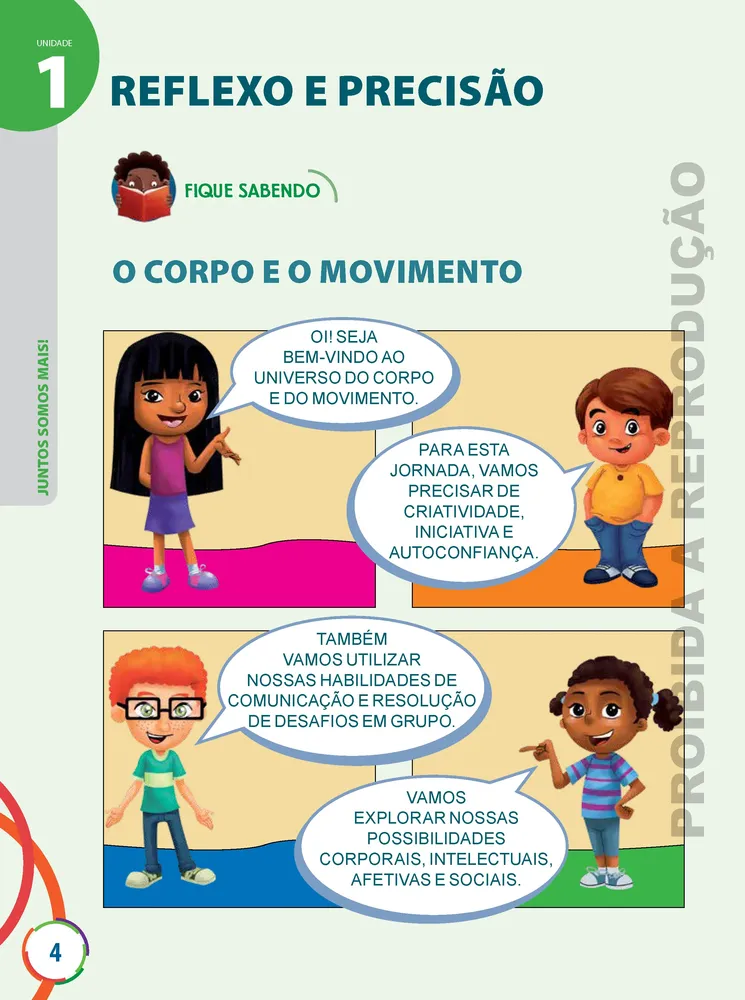 UNIDADE
1
REFLEXO E PRECISÃO
FIQUE SABENDO
O CORPO E O MOVIMENTO
JUNTOS SOMOS MAIS!
OI! SEJA
BEM-VINDO AO
UNIVERSO DO CORPO
E DO MOVIMENTO.
PARA ESTA
JORNADA, VAMOS
PRECISAR DE
CRIATIVIDADE,
INICIATIVA E
AUTOCONFIANÇA.
TAMBÉM
VAMOS UTILIZAR
NOSSAS HABILIDADES DE
COMUNICAÇÃO E RESOLUÇÃO
DE DESAFIOS EM GRUPO.
VAMOS
EXPLORAR NOSSAS
POSSIBILIDADES
CORPORAIS, INTELECTUAIS,
AFETIVAS E SOCIAIS.
PROIBIDA A REPRODUÇÃO
4